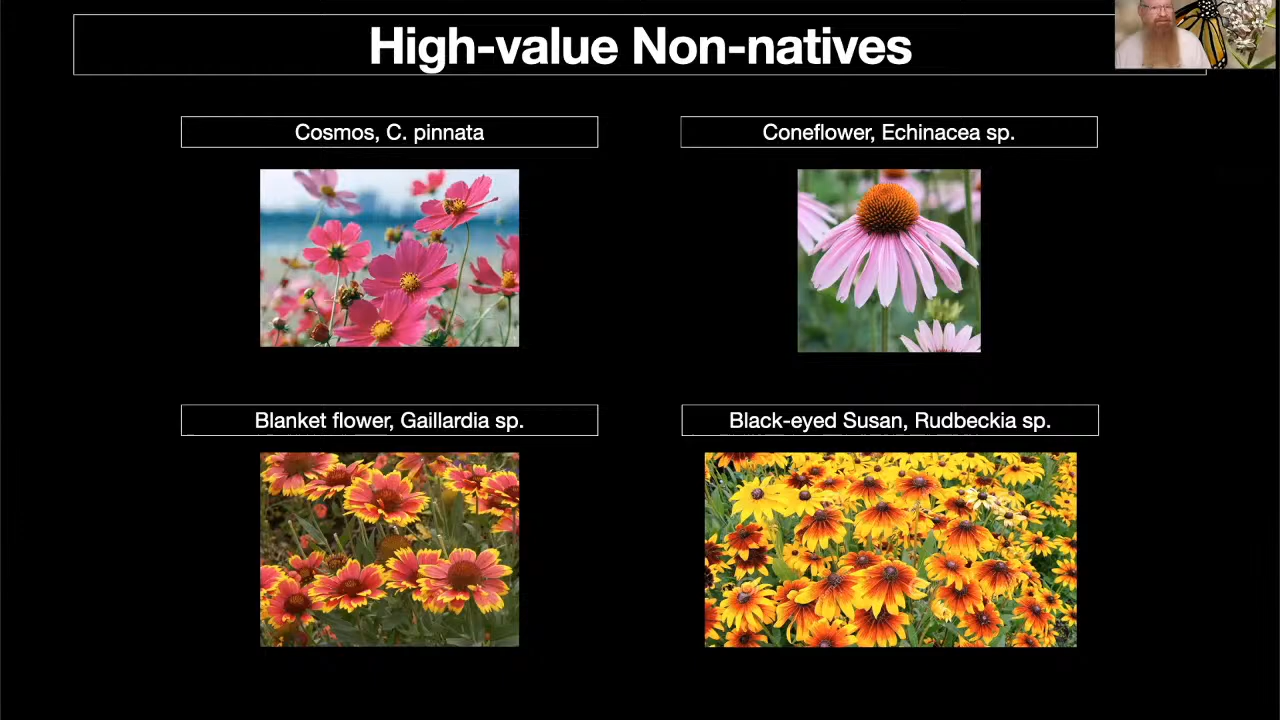 High-value Non-natives
Cosmos, C. pinnata
Coneflower, Echinacea sp.
Blanket flower, Gaillardia sp.
Black-eyed Susan, Rudbeckia sp.